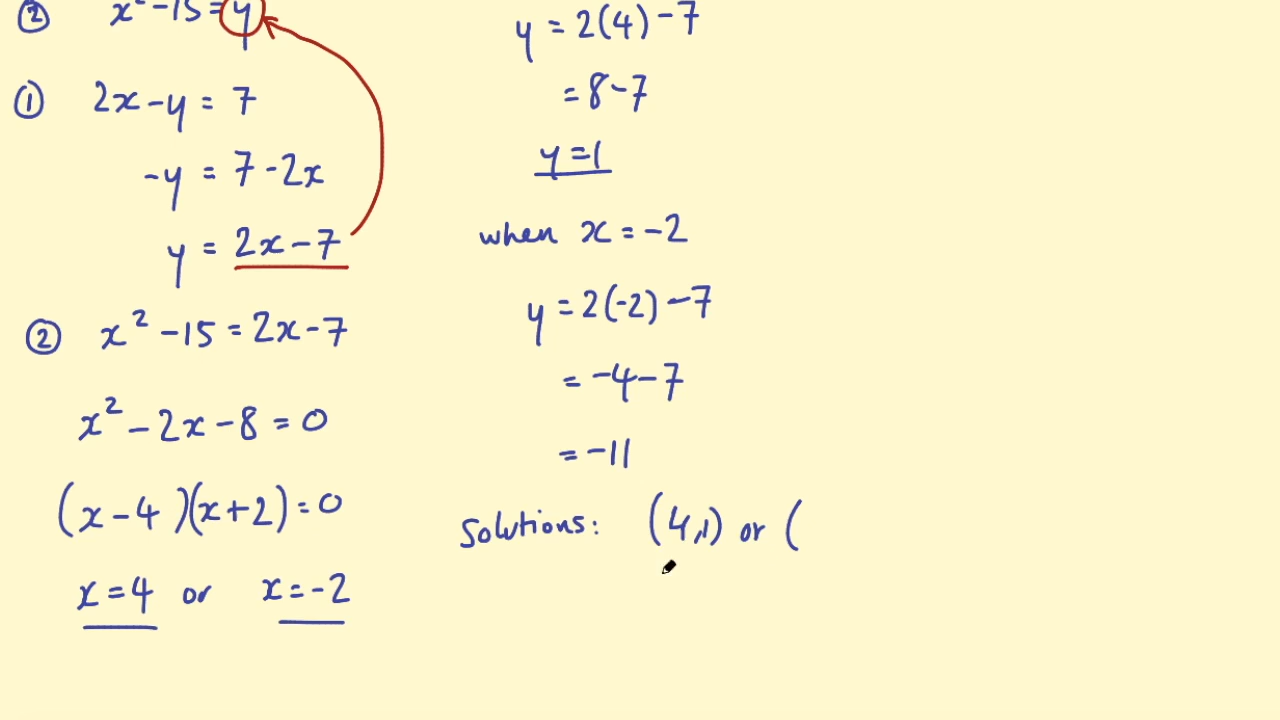 ② x² - 15 = y
① 2x - y = 7
-y = 7 - 2x
y = 2x - 7
② x² - 15 = 2x - 7
x² - 2x - 8 = 0
(x - 4)(x + 2) = 0
x = 4 or x = -2
y = 2(4) - 7
= 8 - 7
y = 1
when x = -2
y = 2(-2) - 7
= -4 - 7
= -11
Solutions: (4,1) or (